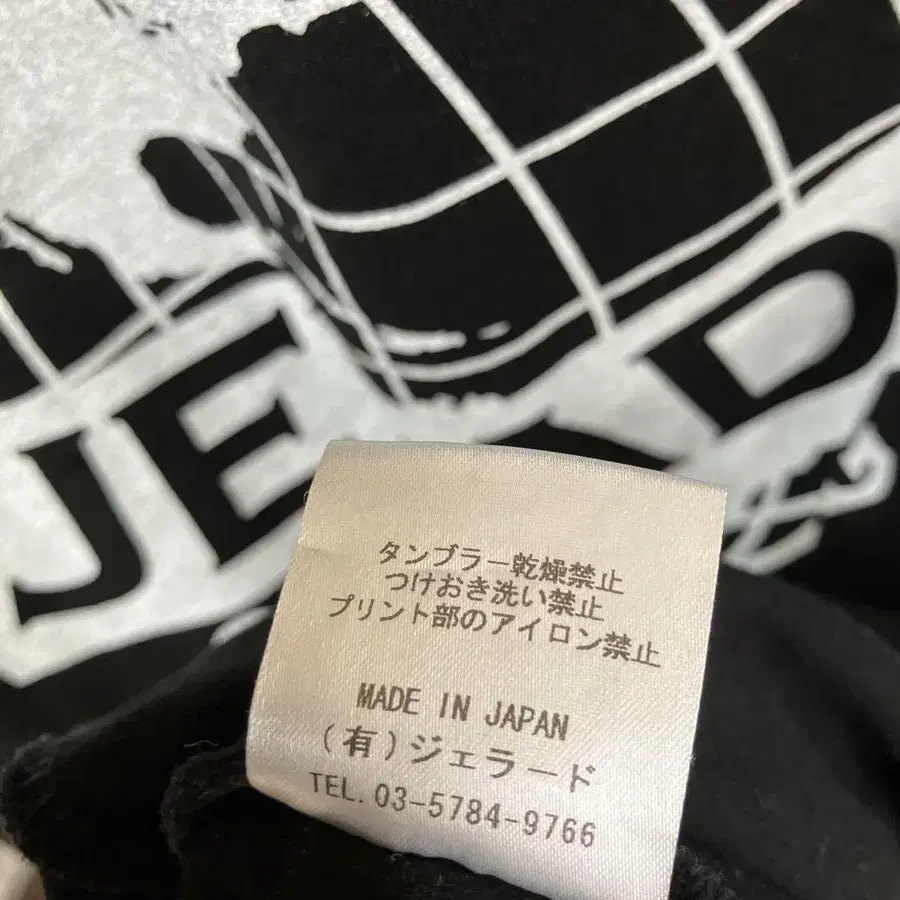 JE
D
タンブラー乾燥禁止
つけおき洗い禁止
プリント部のアイロン禁止
MADE IN JAPAN
(有)ジェラード
TEL. 03-5784-9766